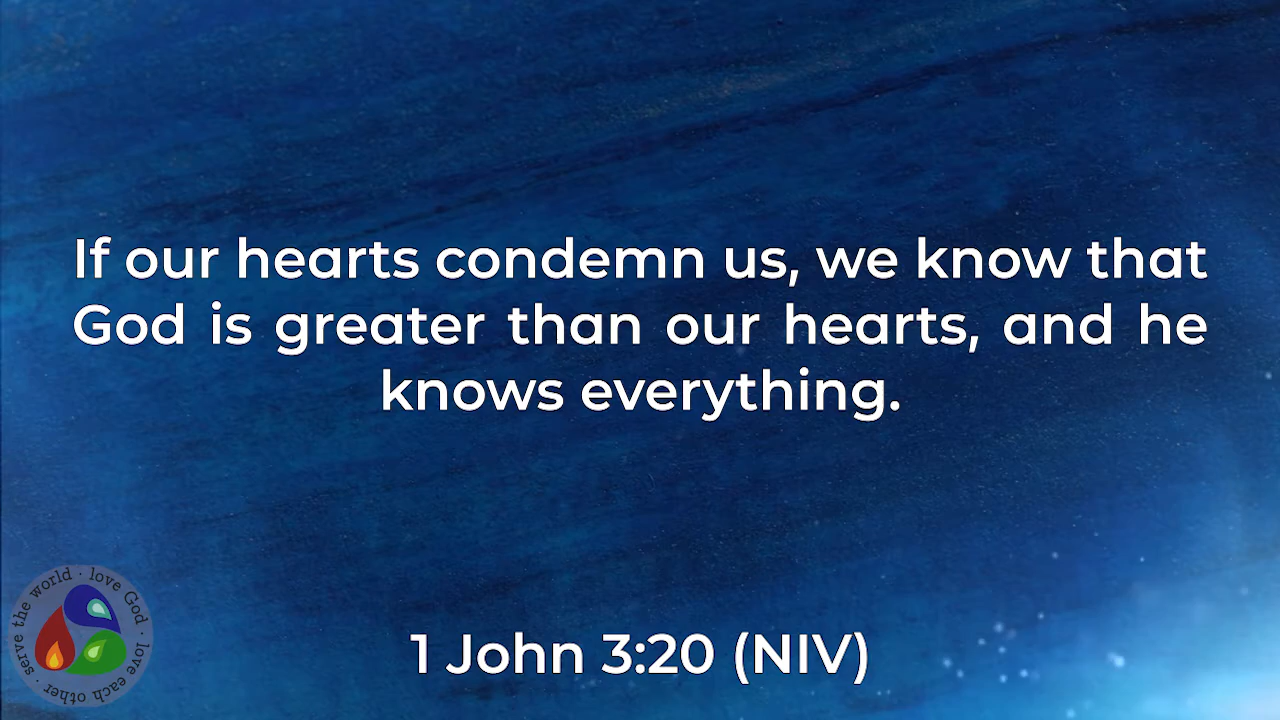 If our hearts condemn us, we know that
God is greater than our hearts, and he
knows everything.
1 John 3:20 (NIV)
love God · love each other · serve the world ·